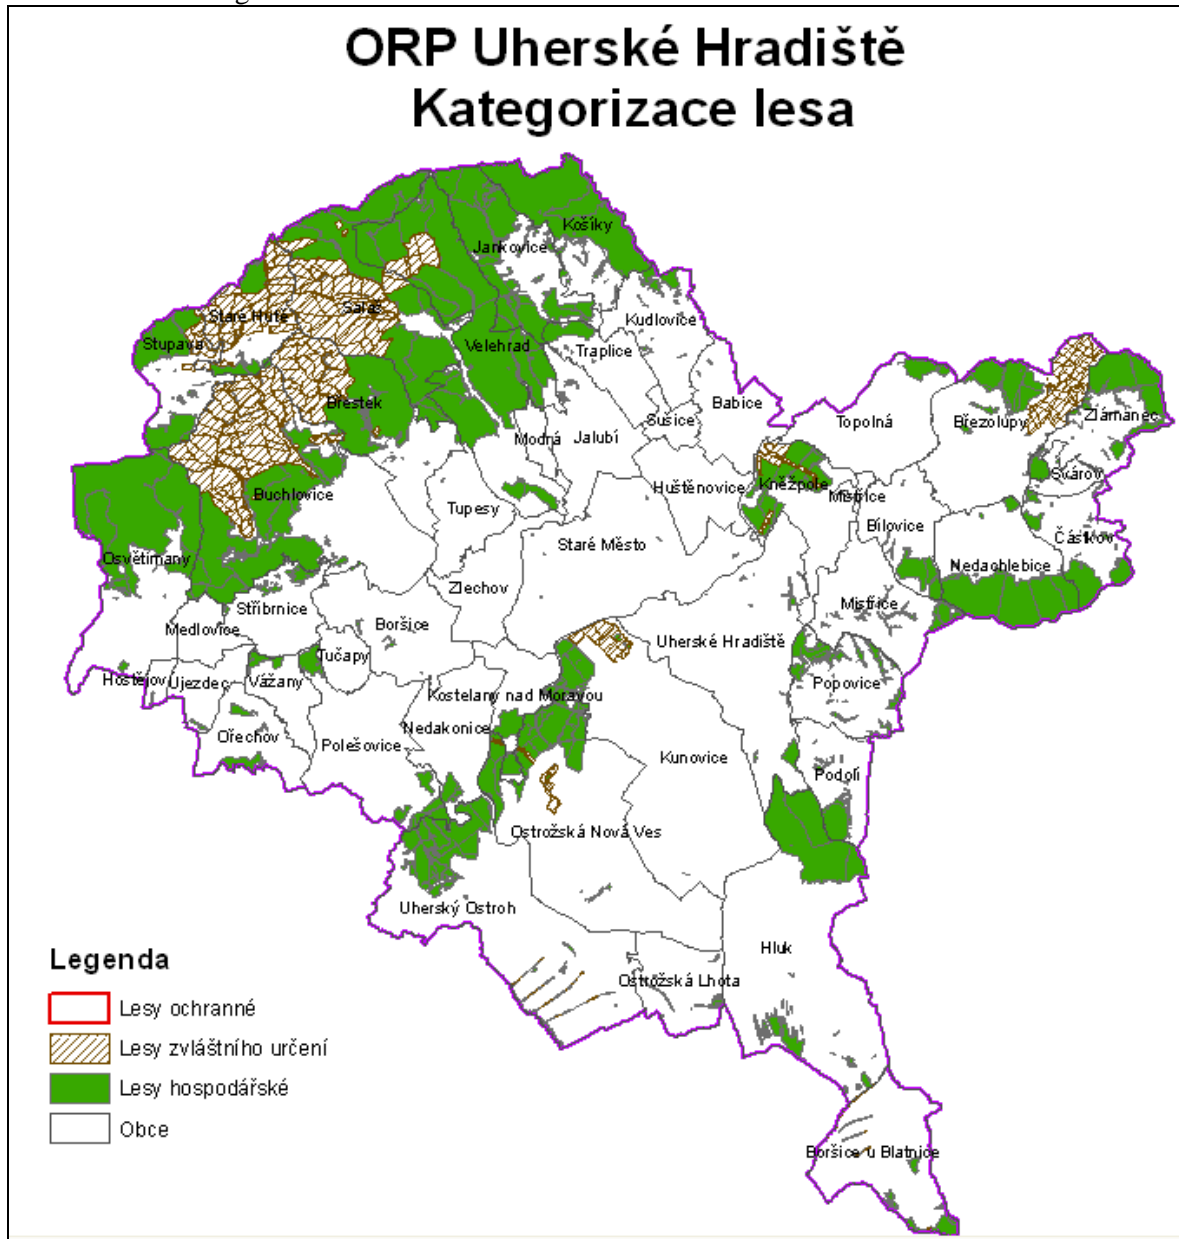 ORP Uherské Hradiště
Kategorizace lesa
Košíky
Jankovice
Staré Hutě
Salaš
Kudlovice
Stupava
Velehrad
Traplice
Břestek
Babice
Sušice
Topolná
Březolupy
Zlámanec
Modrá
Jalubí
Svárov
Huštěnovice
Kněžpole
Mistřice
Buchlovice
Tupesy
Bílovice
Staré Město
Částkov
Osvětimany
Nedachlebice
Zlechov
Stříbrnice
Mistřice
Boršice
Medlovice
Uherské Hradiště
Tučapy
Hostějov
Újezdec
Vážany
Popovice
Kostelany nad Moravou
Nedakonice
Ořechov
Polešovice
Kunovice
Podolí
Ostrožská Nová Ves
Uherský Ostroh
Hluk
Ostrožská Lhota
Boršice u Blatnice
Legenda
Lesy ochranné
Lesy zvláštního určení
Lesy hospodářské
Obce